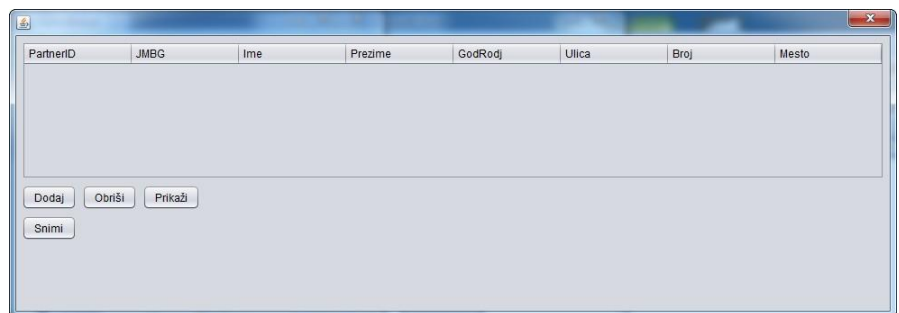 PartnerID JMBG Ime Prezime GodRodj Ulica Broj Mesto
Dodaj Obriši Prikaži
Snimi